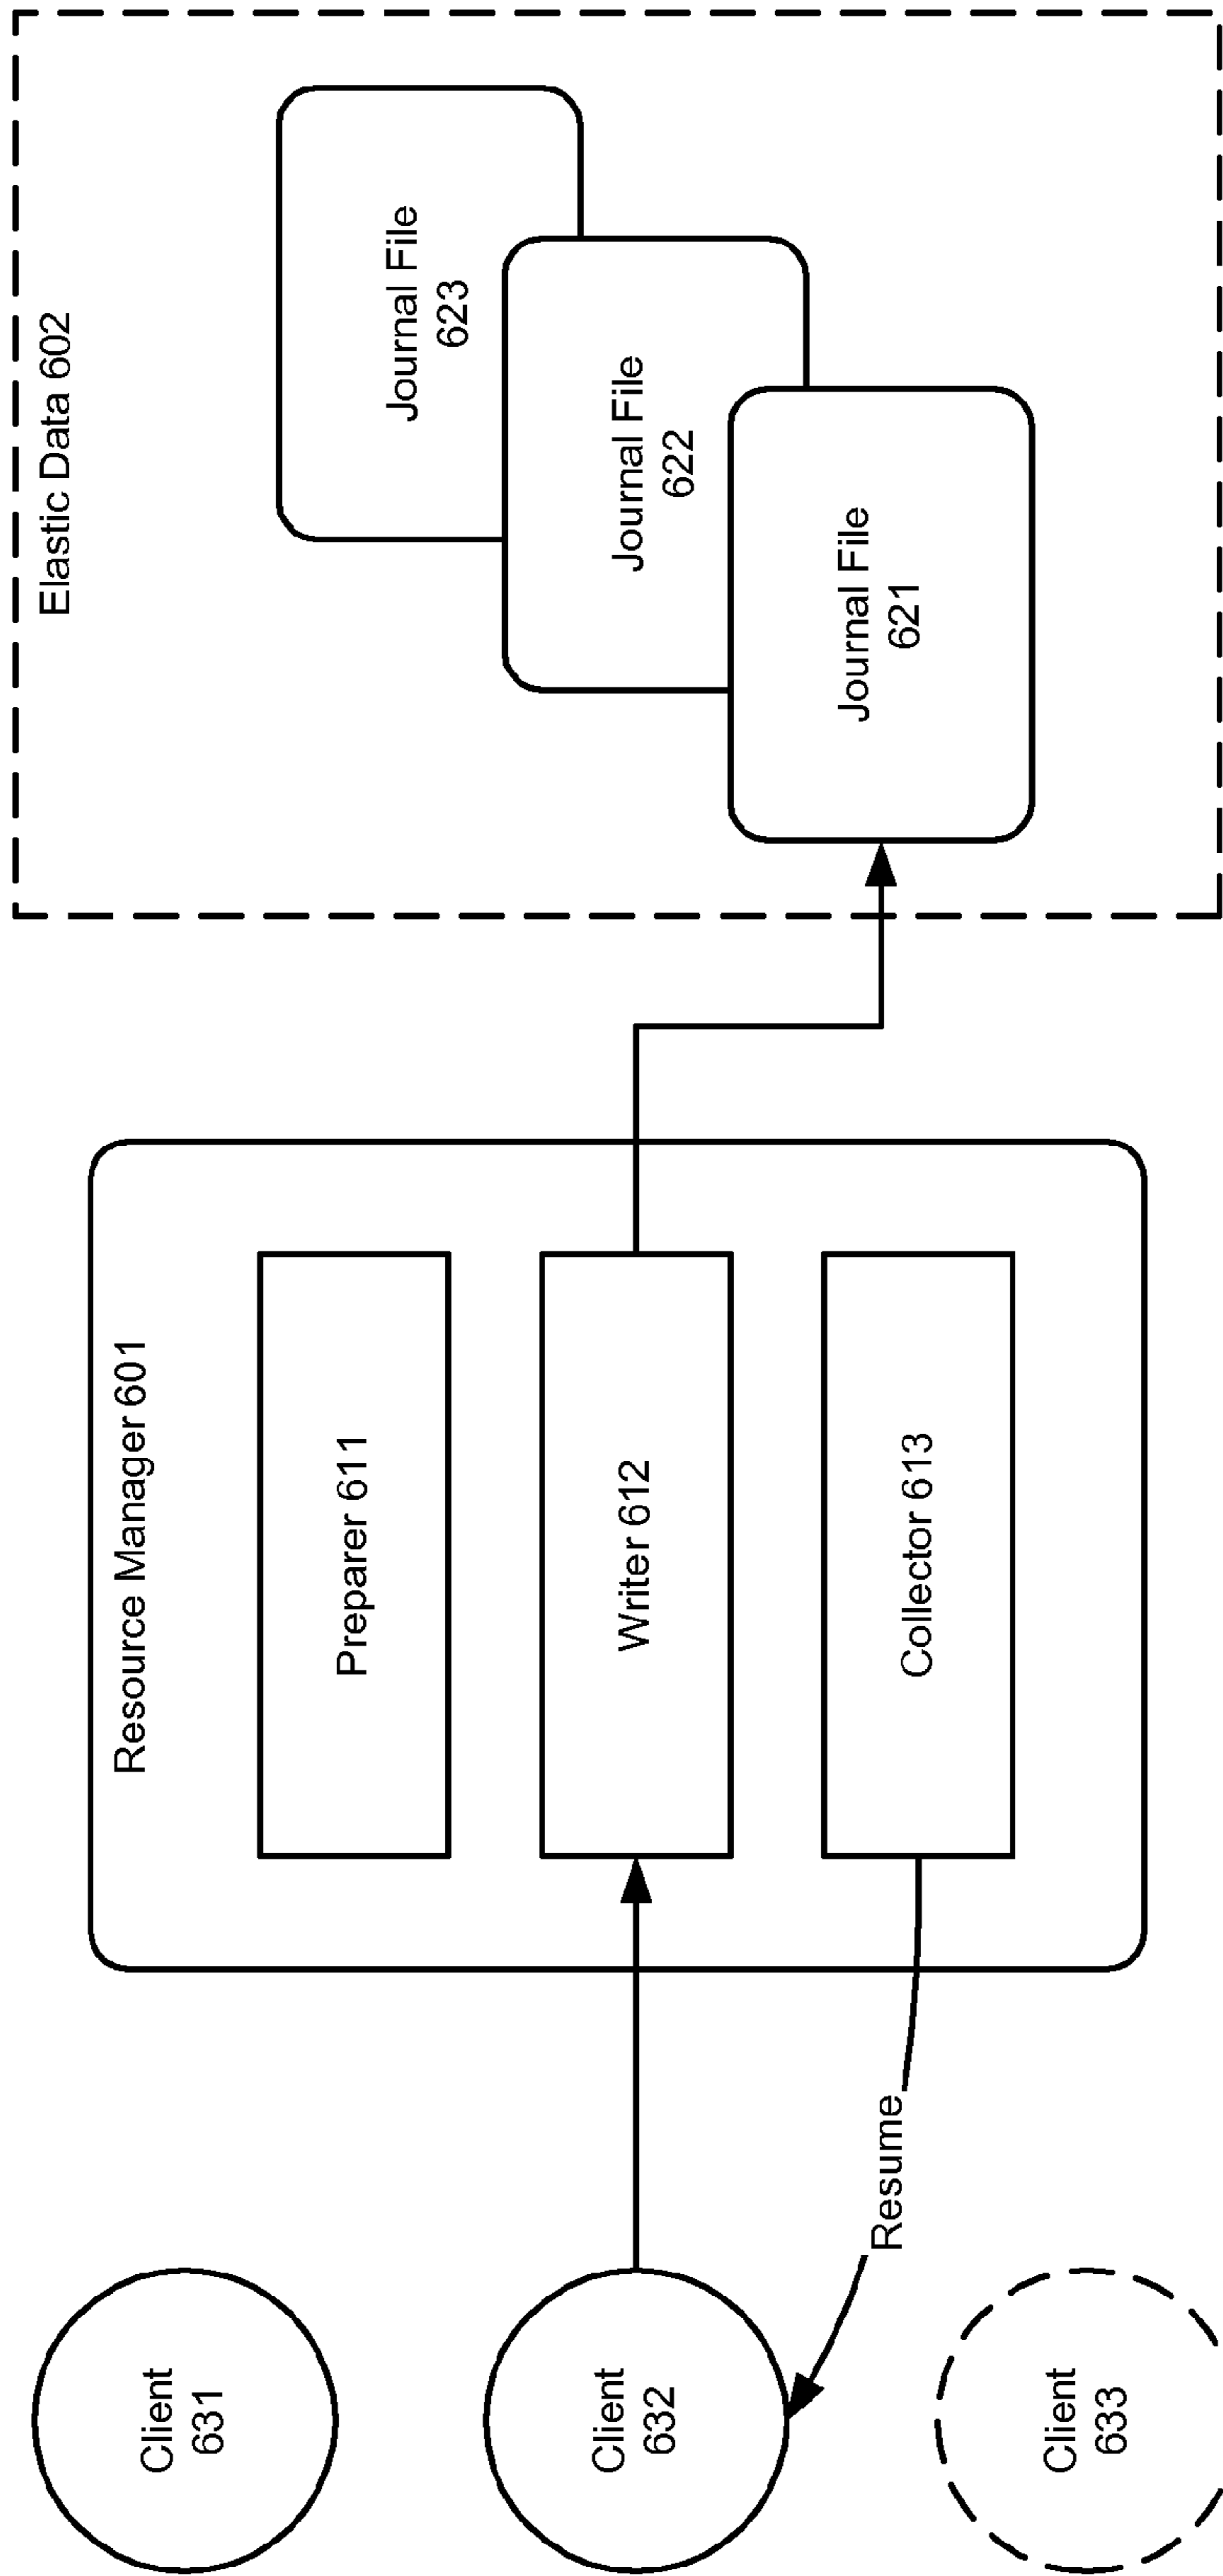 Client
631
Client
632
Client
633
Resume
Resource Manager 601
Preparer 611
Writer 612
Collector 613
Elastic Data 602
Journal File
623
Journal File
622
Journal File
621